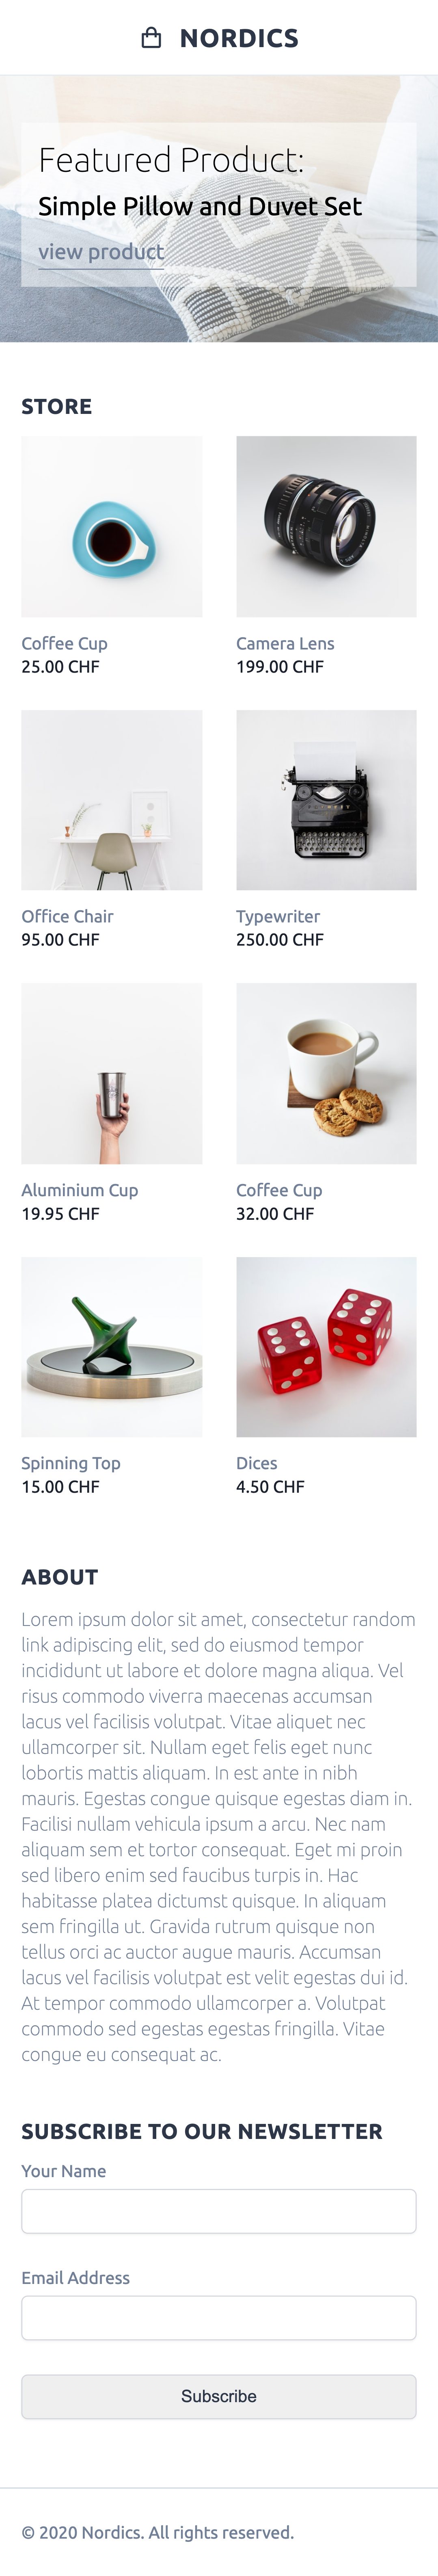 NORDICS
Featured Product:
Simple Pillow and Duvet Set
view product
STORE
Coffee Cup
25.00 CHF
Camera Lens
199.00 CHF
Office Chair
95.00 CHF
Typewriter
250.00 CHF
Aluminium Cup
19.95 CHF
Coffee Cup
32.00 CHF
Spinning Top
15.00 CHF
Dices
4.50 CHF
ABOUT
Lorem ipsum dolor sit amet, consectetur random
link adipiscing elit, sed do eiusmod tempor
incididunt ut labore et dolore magna aliqua. Vel
risus commodo viverra maecenas accumsan
lacus vel facilisis volutpat. Vitae aliquet nec
ullamcorper sit. Nullam eget felis eget nunc
lobortis mattis aliquam. In est ante in nibh
mauris. Egestas congue quisque egestas diam in.
Facilisi nullam vehicula ipsum a arcu. Nec nam
aliquam sem et tortor consequat. Eget mi proin
sed libero enim sed faucibus turpis in. Hac
habitasse platea dictumst quisque. In aliquam
sem fringilla ut. Gravida rutrum quisque non
tellus orci ac auctor augue mauris. Accumsan
lacus vel facilisis volutpat est velit egestas dui id.
At tempor commodo ullamcorper a. Volutpat
commodo sed egestas egestas fringilla. Vitae
congue eu consequat ac.
SUBSCRIBE TO OUR NEWSLETTER
Your Name
Email Address
Subscribe
© 2020 Nordics. All rights reserved.